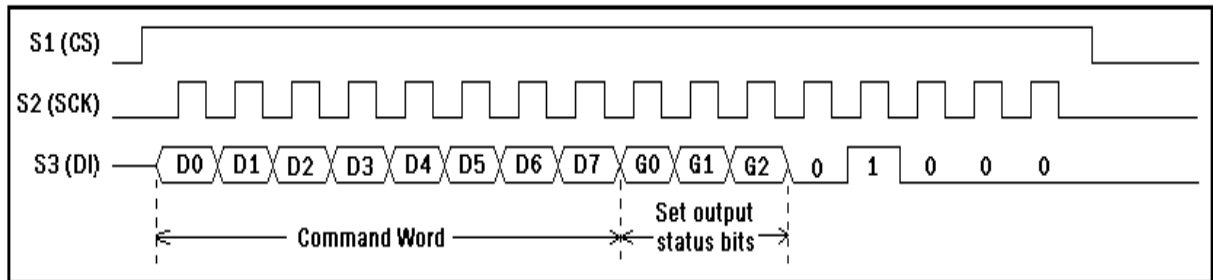 S1 (CS)
S2 (SCK)
S3 (DI) D0 D1 D2 D3 D4 D5 D6 D7 G0 G1 G2 0 1 0 0 0
Command Word
Set output
status bits